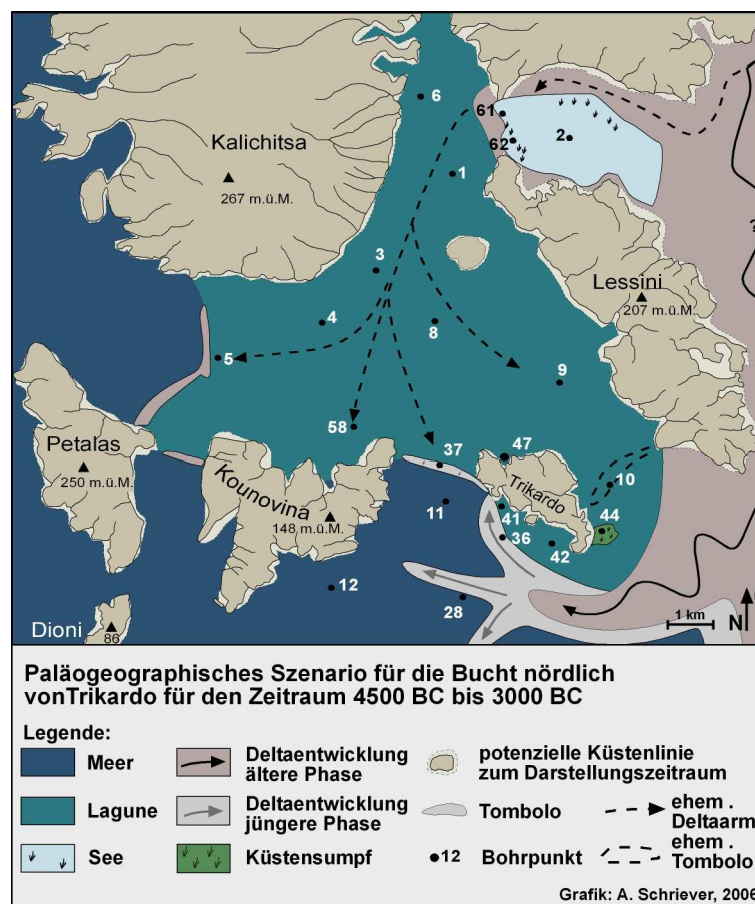 6
61
2
62
Kalichitsa
1
267 m.ü.M.
3
Lessini
207 m.ü.M.
?
4
8
5
9
58
37
47
Petalas
250 m.ü.M.
Kounovina
148 m.ü.M.
Trikardo
10
11
41
44
36
42
12
28
Dioni
86
1 km
N
Paläogeographisches Szenario für die Bucht nördlich
vonTrikardo für den Zeitraum 4500 BC bis 3000 BC
Legende:
Meer
Deltaentwicklung
ältere Phase
potenzielle Küstenlinie
zum Darstellungszeitraum
Lagune
Deltaentwicklung
jüngere Phase
Tombolo
ehem .
Deltaarm
See
Küstensumpf
12 Bohrpunkt
ehem .
Tombolo
Grafik: A. Schriever, 2006